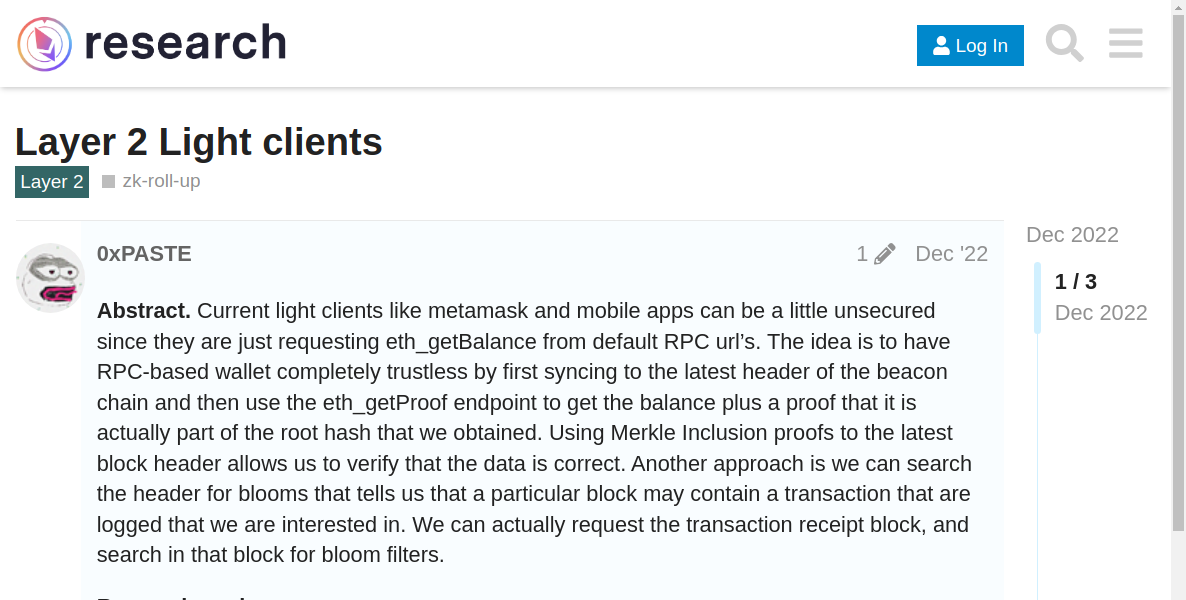 research
Log In
Layer 2 Light clients
Layer 2
zk-roll-up
0xPASTE
1
Dec '22
Abstract. Current light clients like metamask and mobile apps can be a little unsecured
since they are just requesting eth_getBalance from default RPC url’s. The idea is to have
RPC-based wallet completely trustless by first syncing to the latest header of the beacon
chain and then use the eth_getProof endpoint to get the balance plus a proof that it is
actually part of the root hash that we obtained. Using Merkle Inclusion proofs to the latest
block header allows us to verify that the data is correct. Another approach is we can search
the header for blooms that tells us that a particular block may contain a transaction that are
logged that we are interested in. We can actually request the transaction receipt block, and
search in that block for bloom filters.
Dec 2022
1 / 3
Dec 2022